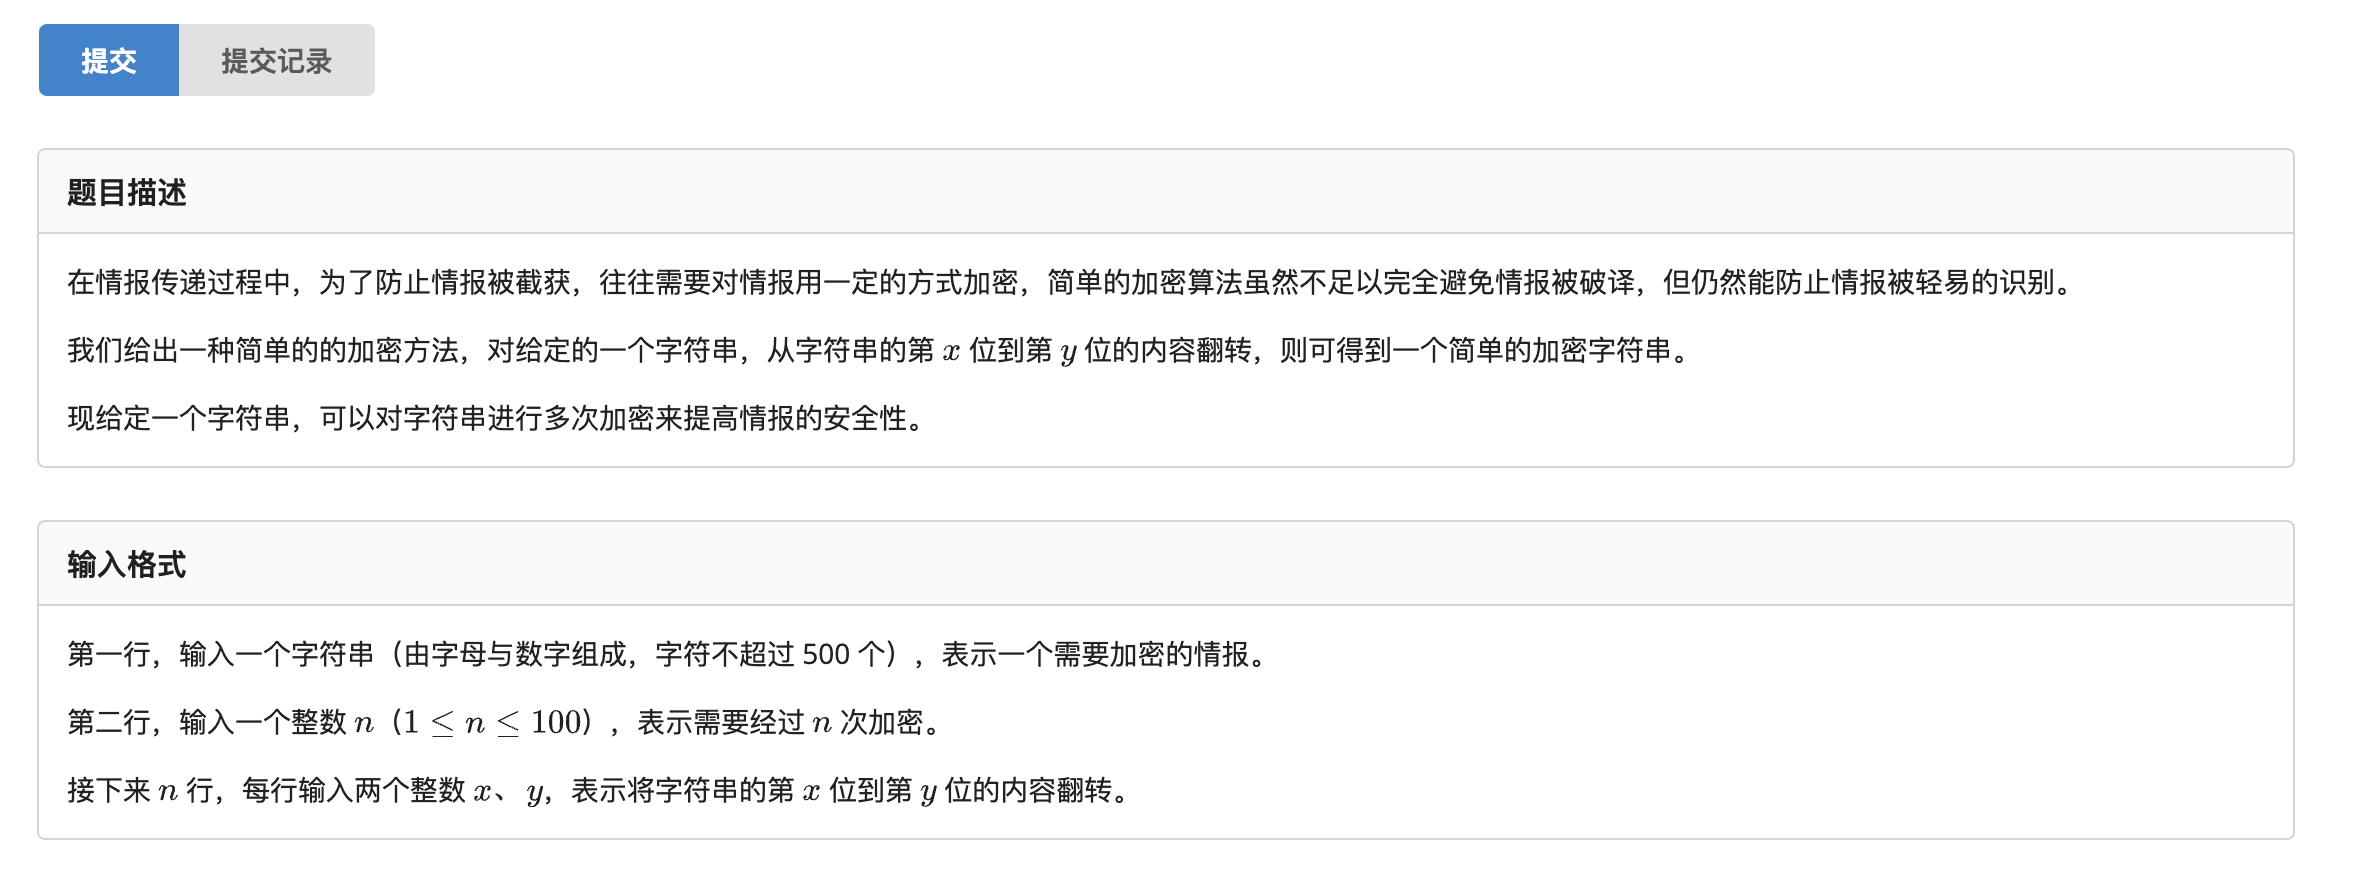 提交 提交记录
题目描述
在情报传递过程中，为了防止情报被截获，往往需要对情报用一定的方式加密，简单的加密算法虽然不足以完全避免情报被破译，但仍然能防止情报被轻易的识别。
我们给出一种简单的的加密方法，对给定的一个字符串，从字符串的第 x 位到第 y 位的内容翻转，则可得到一个简单的加密字符串。
现给定一个字符串，可以对字符串进行多次加密来提高情报的安全性。
输入格式
第一行，输入一个字符串（由字母与数字组成，字符不超过 500 个），表示一个需要加密的情报。
第二行，输入一个整数 n（1 ≤ n ≤ 100），表示需要经过 n 次加密。
接下来 n 行，每行输入两个整数 x、y，表示将字符串的第 x 位到第 y 位的内容翻转。